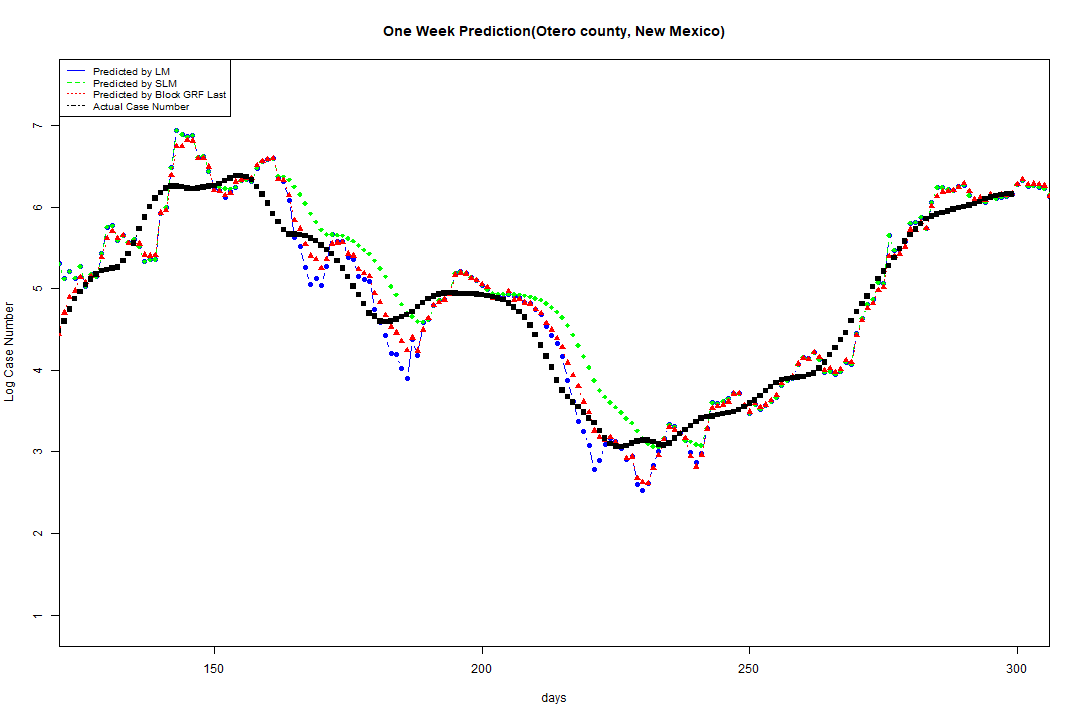 One Week Prediction(Otero county, New Mexico)
Predicted by LM
Predicted by SLM
Predicted by Block GRF Last
Actual Case Number
7
6
5
4
3
2
1
Log Case Number
150
200
250
300
days